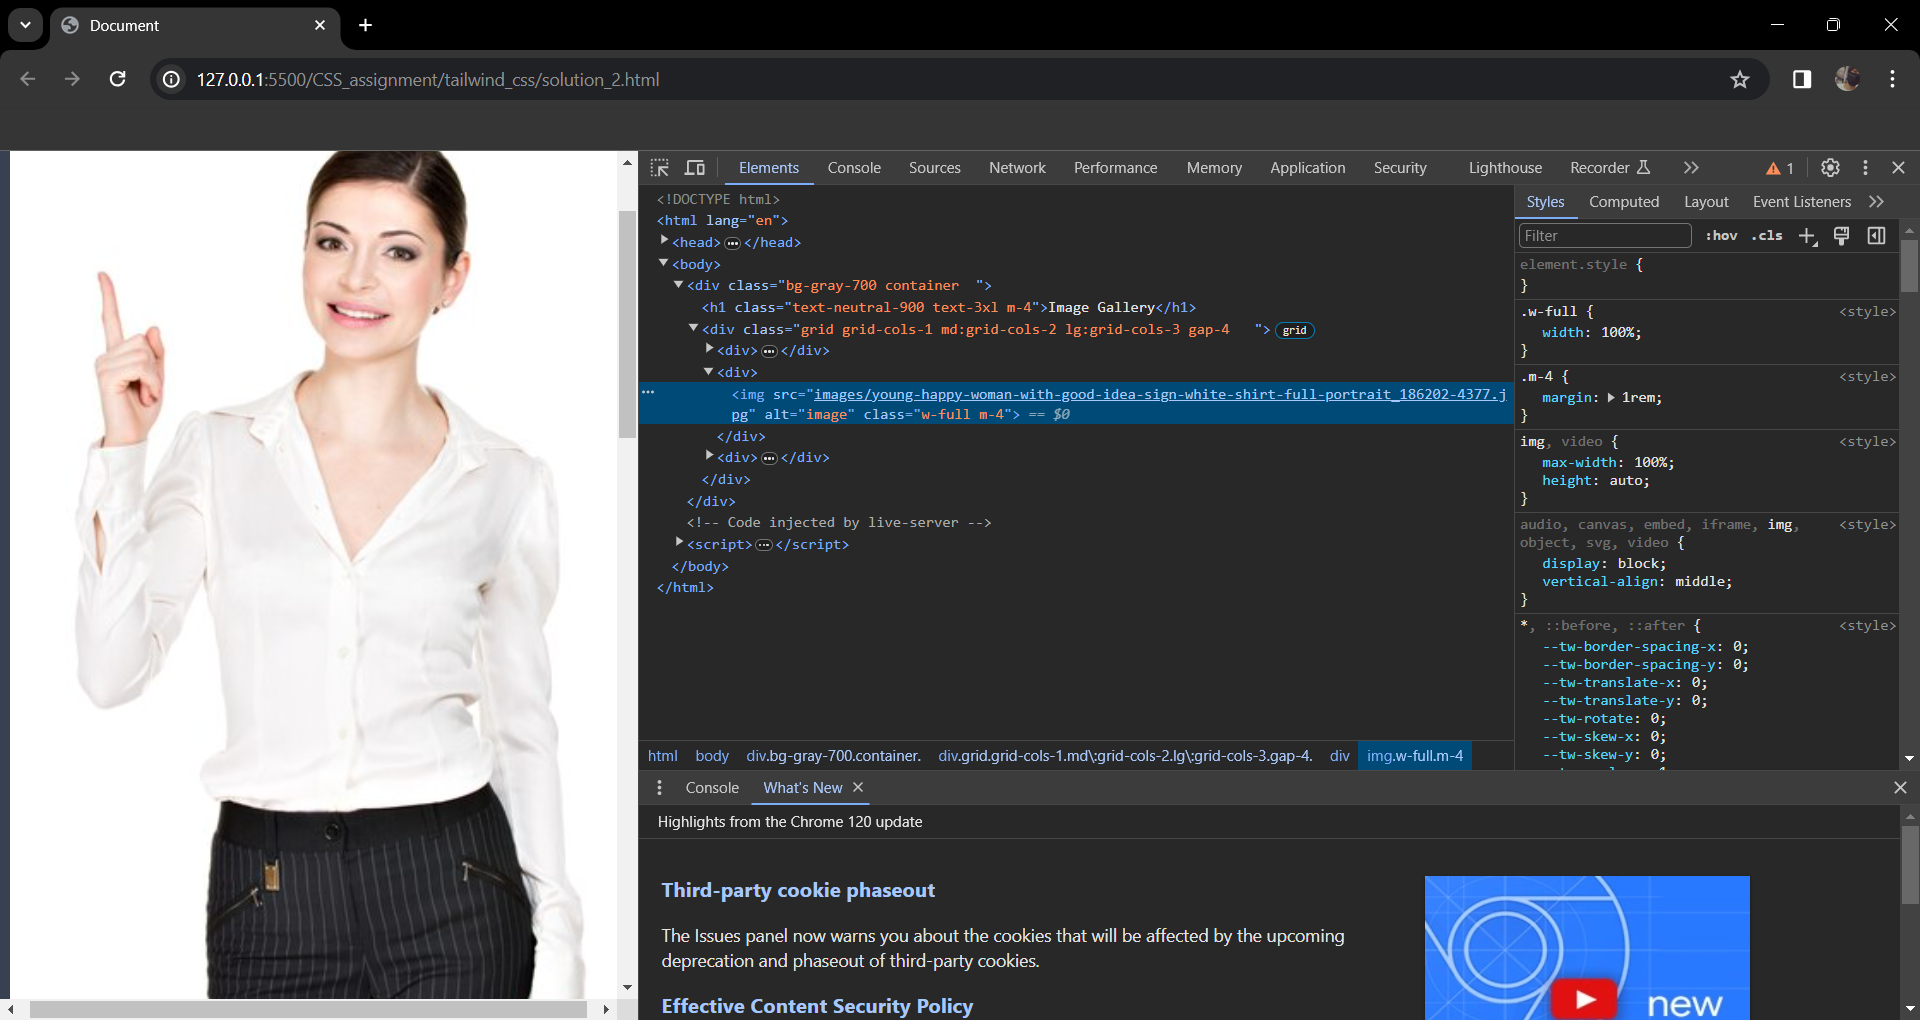 Document
127.0.0.1:5500/CSS_assignment/tailwind_css/solution_2.html
Elements Console Sources Network Performance Memory Application Security Lighthouse Recorder 1
<!DOCTYPE html>
<html lang="en">
<head> </head>
<body>
<div class="bg-gray-700 container  ">
<h1 class="text-neutral-900 text-3xl m-4">Image Gallery</h1>
<div class="grid grid-cols-1 md:grid-cols-2 lg:grid-cols-3 gap-4   "> grid
<div> </div>
<div>
<img src="images/young-happy-woman-with-good-idea-sign-white-shirt-full-portrait_186202-4377.j
pg" alt="image" class="w-full m-4"> == $0
</div>
<div> </div>
</div>
</div>
<!-- Code injected by live-server -->
<script> </script>
</body>
</html>
html body div.bg-gray-700.container. div.grid.grid-cols-1.md\:grid-cols-2.lg\:grid-cols-3.gap-4. div img.w-full.m-4
Styles Computed Layout Event Listeners
Filter :hov .cls
element.style {
}
.w-full { <style>
width: 100%;
}
.m-4 { <style>
margin: 1rem;
}
img, video { <style>
max-width: 100%;
height: auto;
}
audio, canvas, embed, iframe, img, <style>
object, svg, video {
display: block;
vertical-align: middle;
}
*, ::before, ::after { <style>
--tw-border-spacing-x: 0;
--tw-border-spacing-y: 0;
--tw-translate-x: 0;
--tw-translate-y: 0;
--tw-rotate: 0;
--tw-skew-x: 0;
--tw-skew-y: 0;
Console What's New
Highlights from the Chrome 120 update
Third-party cookie phaseout
The Issues panel now warns you about the cookies that will be affected by the upcoming
deprecation and phaseout of third-party cookies.
Effective Content Security Policy
new